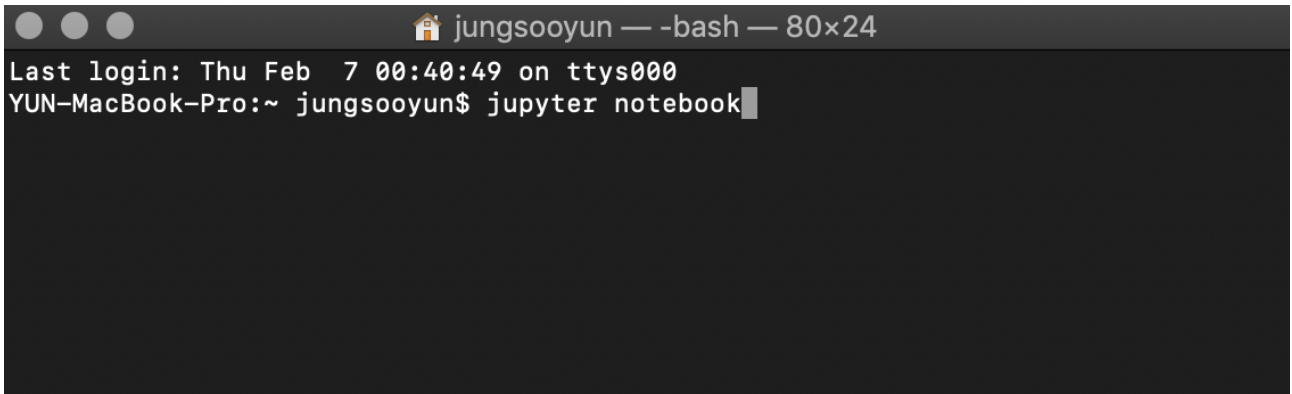 jungsooyun — -bash — 80×24
Last login: Thu Feb  7 00:40:49 on ttys000
YUN-MacBook-Pro:~ jungsooyun$ jupyter notebook